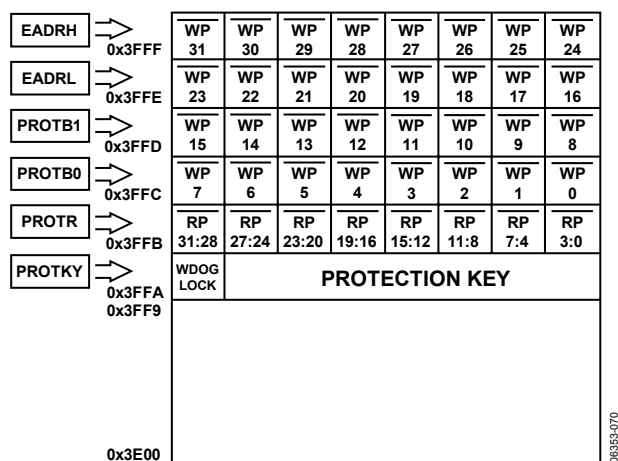 EADRH
0x3FFF
WP 31 WP 30 WP 29 WP 28 WP 27 WP 26 WP 25 WP 24
EADRL
0x3FFE
WP 23 WP 22 WP 21 WP 20 WP 19 WP 18 WP 17 WP 16
PROTB1
0x3FFD
WP 15 WP 14 WP 13 WP 12 WP 11 WP 10 WP 9 WP 8
PROTB0
0x3FFC
WP 7 WP 6 WP 5 WP 4 WP 3 WP 2 WP 1 WP 0
PROTR
0x3FFB
RP 31:28 RP 27:24 RP 23:20 RP 19:16 RP 15:12 RP 11:8 RP 7:4 RP 3:0
PROTKY
0x3FFA
WDOG LOCK PROTECTION KEY
0x3FF9
0x3E00
06353-070